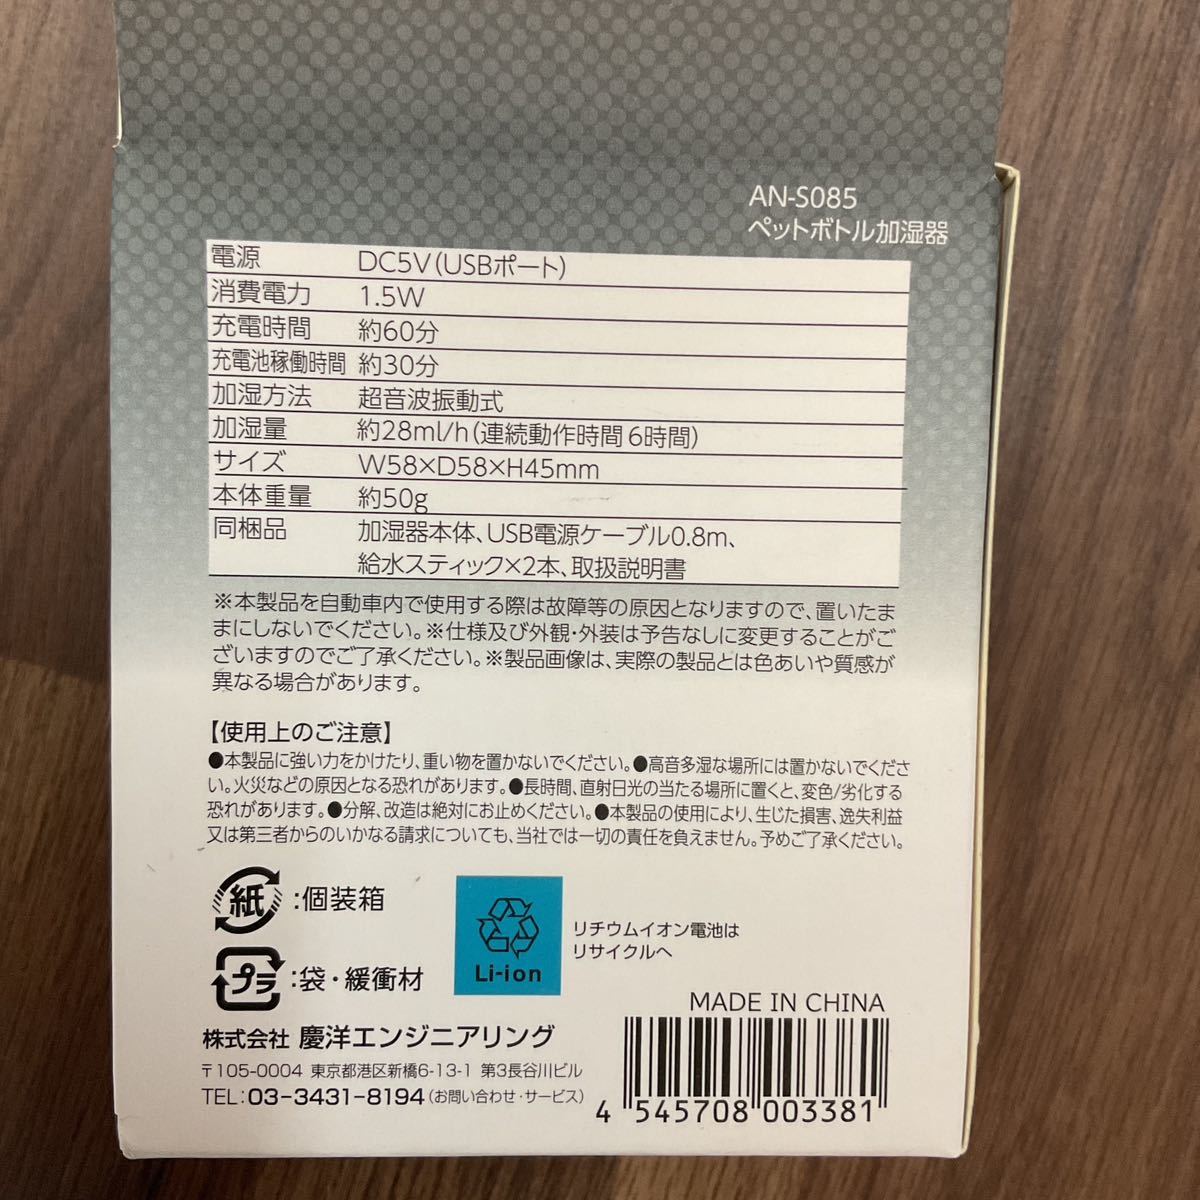 AN-S085
ペットボトル加湿器
電源 DC5V(USBポート)
消費電力 1.5W
充電時間 約60分
充電池稼働時間 約30分
加湿方法 超音波振動式
加湿量 約28ml/h(連続動作時間6時間)
サイズ W58×D58×H45mm
本体重量 約50g
同梱品 加湿器本体、USB電源ケーブル0.8m、
給水スティック×2本、取扱説明書
※本製品を自動車内で使用する際は故障等の原因となりますので、置いたま
まにしないでください。※仕様及び外観・外装は予告なしに変更することがご
ざいますのでご了承ください。※製品画像は、実際の製品とは色あいや質感が
異なる場合があります。
【使用上のご注意】
●本製品に強い力をかけたり、重い物を置かないでください。●高音多湿な場所には置かないでくださ
い。火災などの原因となる恐れがあります。●長時間、直射日光の当たる場所に置くと、変色/劣化する
恐れがあります。●分解、改造は絶対にお止めください。●本製品の使用により、生じた損害、逸失利益
又は第三者からのいかなる請求についても、当社では一切の責任を負えません。予めご了承ください。
紙:個装箱
プラ:袋・緩衝材
Li-ion
リチウムイオン電池は
リサイクルへ
MADE IN CHINA
株式会社 慶洋エンジニアリング
〒105-0004 東京都港区新橋6-13-1 第3長谷川ビル
TEL:03-3431-8194(お問い合わせ・サービス)
4 545708 003381